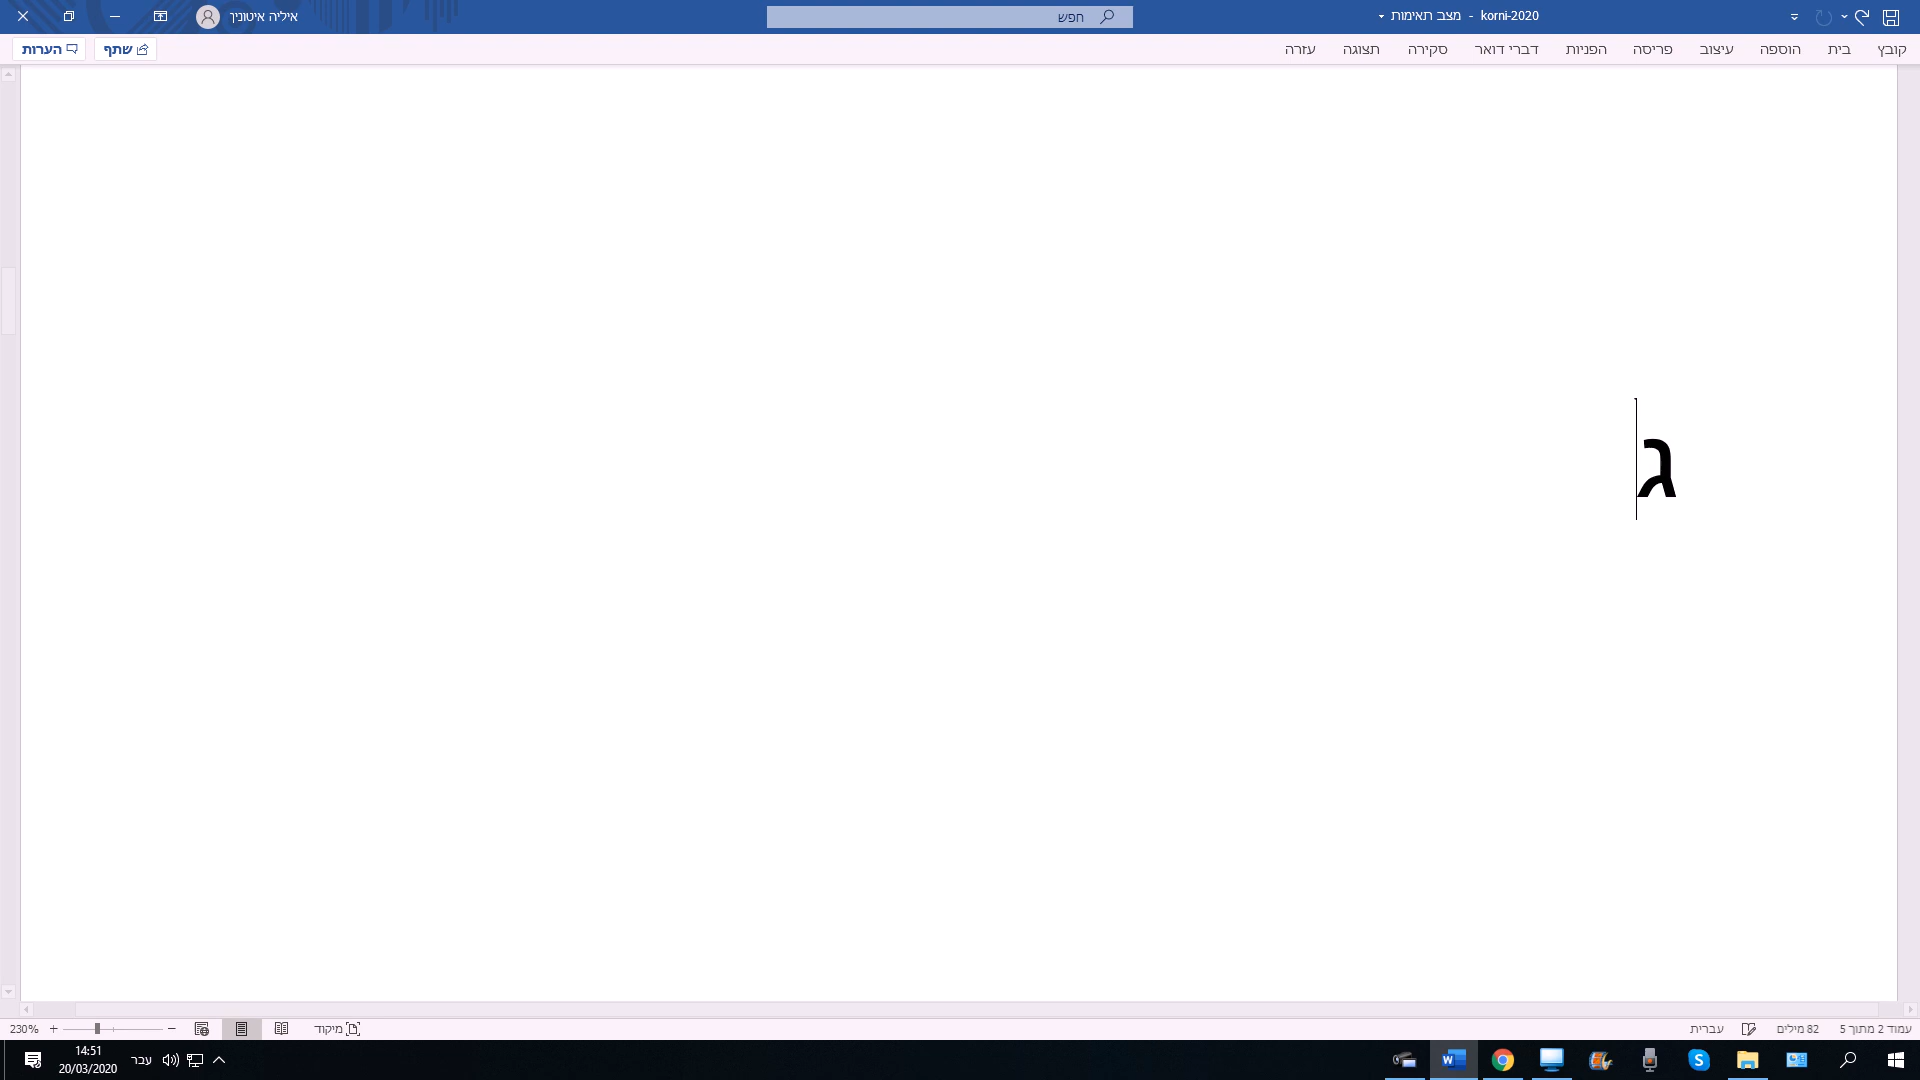 korni-2020 - מצב תאימות
חפש
איליה איטוניך
קובץ בית הוספה עיצוב פריסה הפניות דברי דואר סקירה תצוגה עזרה
שתף הערות
ג
עמוד 2 מתוך 5 82 מילים עברית
מיקוד 230%
14:51
עבר
20/03/2020